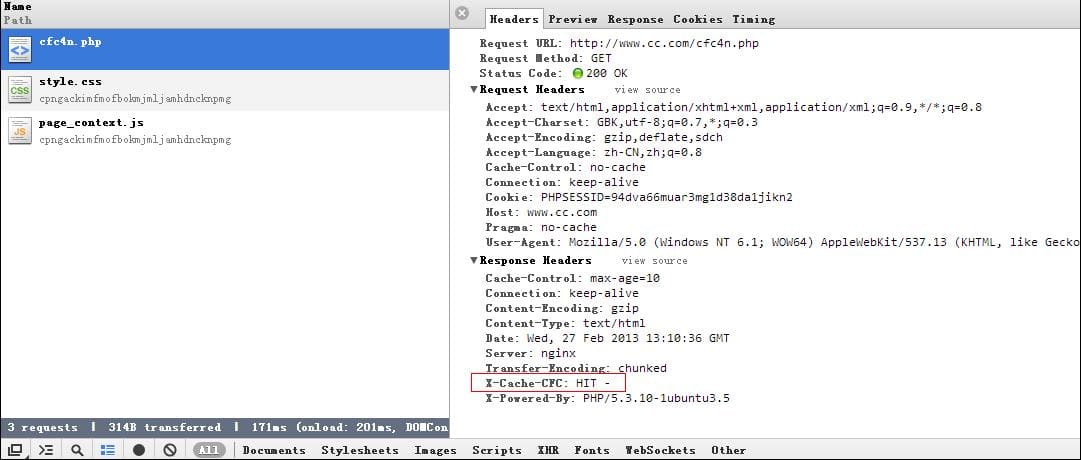 Name
Path
cfc4n.php
style.css
cpngackimfmofbokmjmljamhdnckmpmg
page_context.js
cpngackimfmofbokmjmljamhdnckmpmg
3 requests | 314B transferred | 171ms (onload: 201ms, DOMCon
Headers Preview Response Cookies Timing
Request URL: http://www.cc.com/cfc4n.php
Request Method: GET
Status Code: 200 OK
▼Request Headers view source
Accept: text/html,application/xhtml+xml,application/xml;q=0.9,*/*;q=0.8
Accept-Charset: GBK,utf-8;q=0.7,*;q=0.3
Accept-Encoding: gzip,deflate,sdch
Accept-Language: zh-CN,zh;q=0.8
Cache-Control: no-cache
Connection: keep-alive
Cookie: PHPSESSID=94dva66muar3mg1d38da1jikn2
Host: www.cc.com
Pragma: no-cache
User-Agent: Mozilla/5.0 (Windows NT 6.1; WOW64) AppleWebKit/537.13 (KHTML, like Gecko
▼Response Headers view source
Cache-Control: max-age=10
Connection: keep-alive
Content-Encoding: gzip
Content-Type: text/html
Date: Wed, 27 Feb 2013 13:10:36 GMT
Server: nginx
Transfer-Encoding: chunked
X-Cache-CFC: HIT -
X-Powered-By: PHP/5.3.10-1ubuntu3.5
All Documents Stylesheets Images Scripts XHR Fonts WebSockets Other